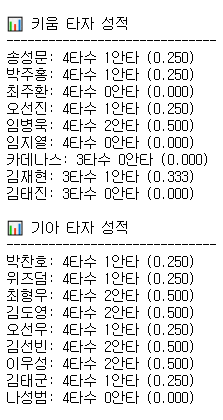 📊 키움 타자 성적
------------------------------
송성문: 4타수 1안타 (0.250)
박주홍: 4타수 1안타 (0.250)
최주환: 4타수 0안타 (0.000)
오선진: 4타수 1안타 (0.250)
임병욱: 4타수 2안타 (0.500)
임지열: 4타수 0안타 (0.000)
카데나스: 3타수 0안타 (0.000)
김재현: 3타수 1안타 (0.333)
김태진: 3타수 0안타 (0.000)

📊 기아 타자 성적
------------------------------
박찬호: 4타수 1안타 (0.250)
위즈덤: 4타수 1안타 (0.250)
최형우: 4타수 2안타 (0.500)
김도영: 4타수 2안타 (0.500)
오선우: 4타수 1안타 (0.250)
김선빈: 4타수 2안타 (0.500)
이우성: 4타수 2안타 (0.500)
김태군: 4타수 1안타 (0.250)
나성범: 4타수 0안타 (0.000)